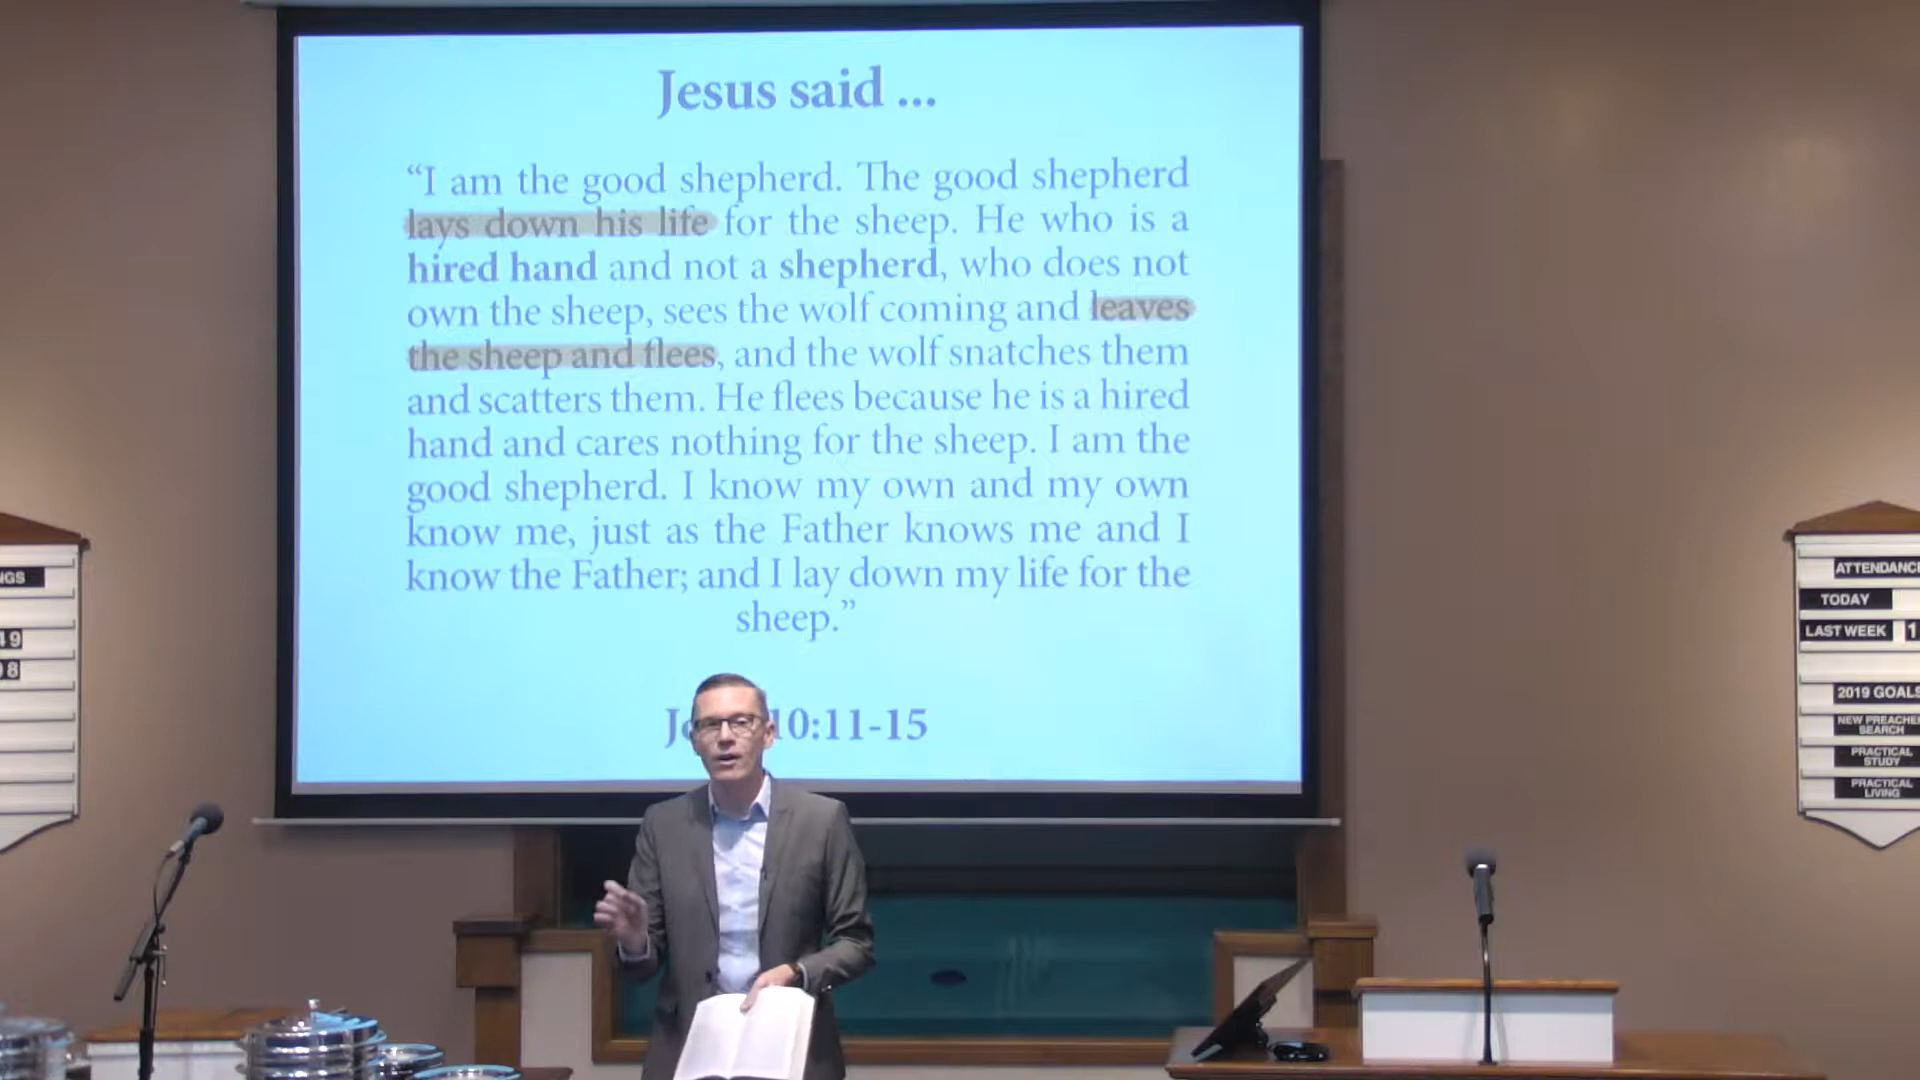 Jesus said ...
“I am the good shepherd. The good shepherd
lays down his life for the sheep. He who is a
hired hand and not a shepherd, who does not
own the sheep, sees the wolf coming and leaves
the sheep and flees, and the wolf snatches them
and scatters them. He flees because he is a hired
hand and cares nothing for the sheep. I am the
good shepherd. I know my own and my own
know me, just as the Father knows me and I
know the Father; and I lay down my life for the
sheep.”
10:11-15
ATTENDANC
TODAY
LAST WEEK 1
2019 GOALS
NEW PREACHER
SEARCH
PRACTICAL
STUDY
PRACTICAL
LIVING